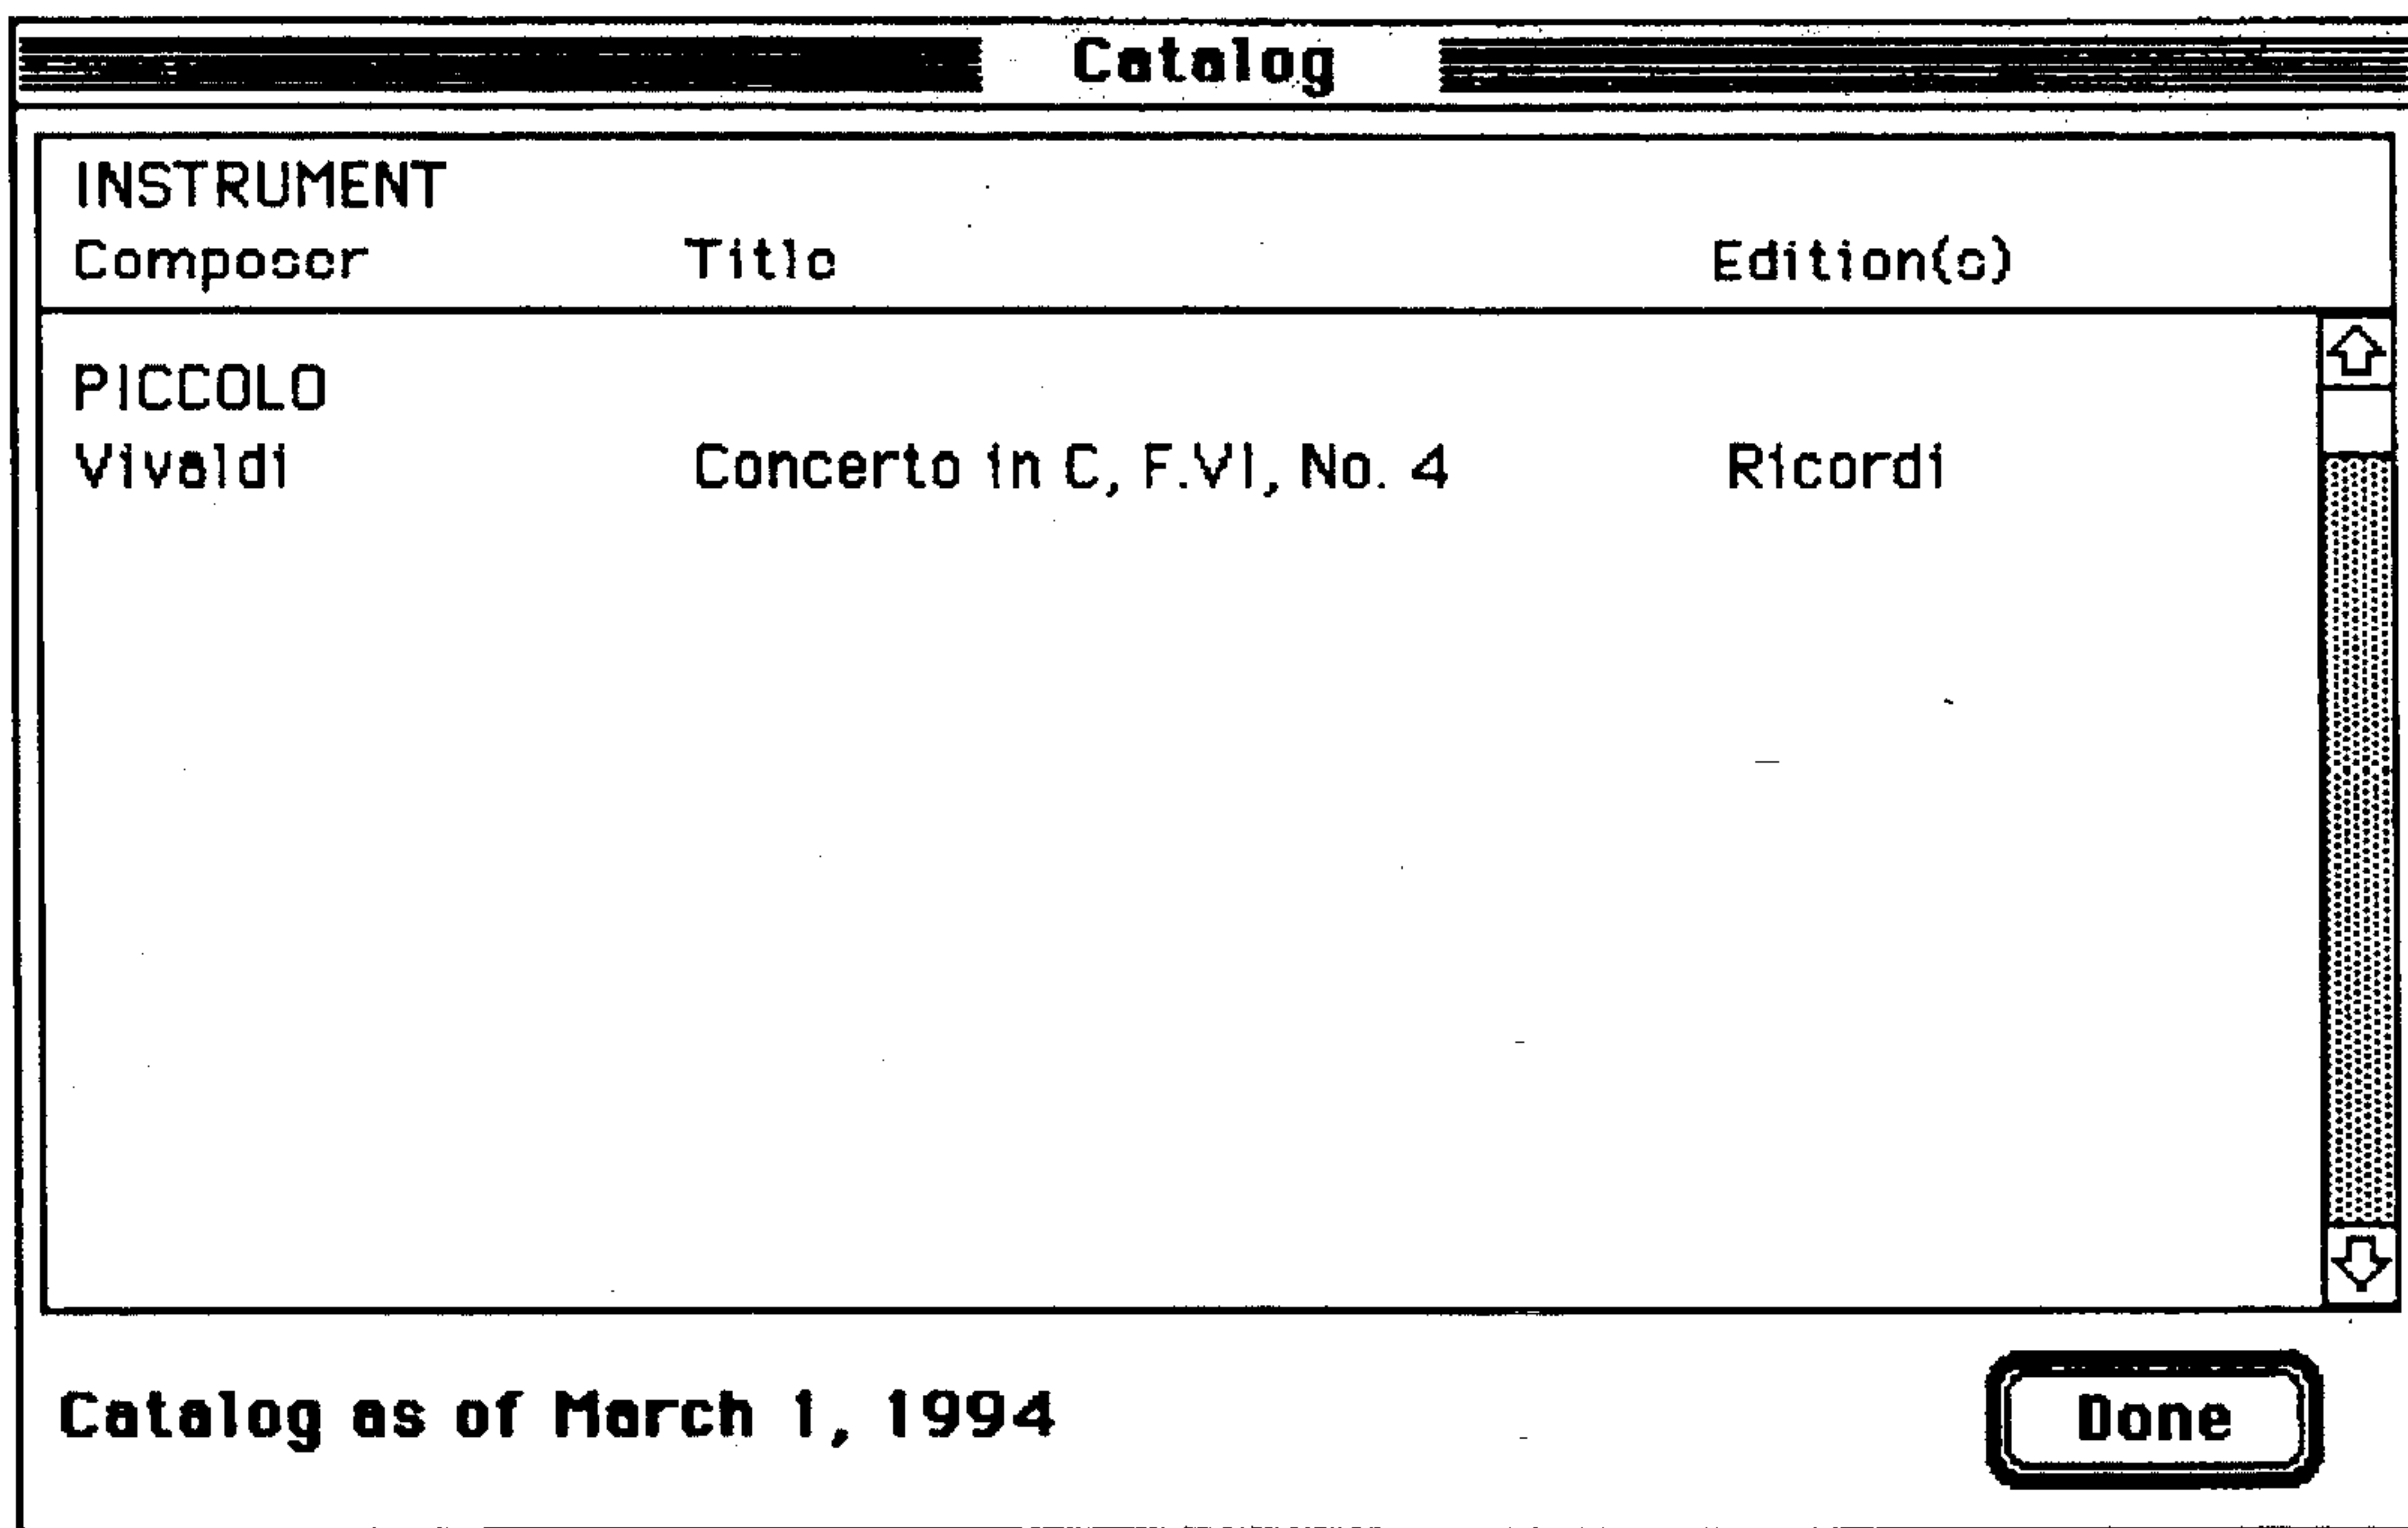 Catalog
INSTRUMENT
Composer Title Edition(s)
PICCOLO
Vivaldi Concerto in C, F.VI, No. 4 Ricordi
Catalog as of March 1, 1994
Done